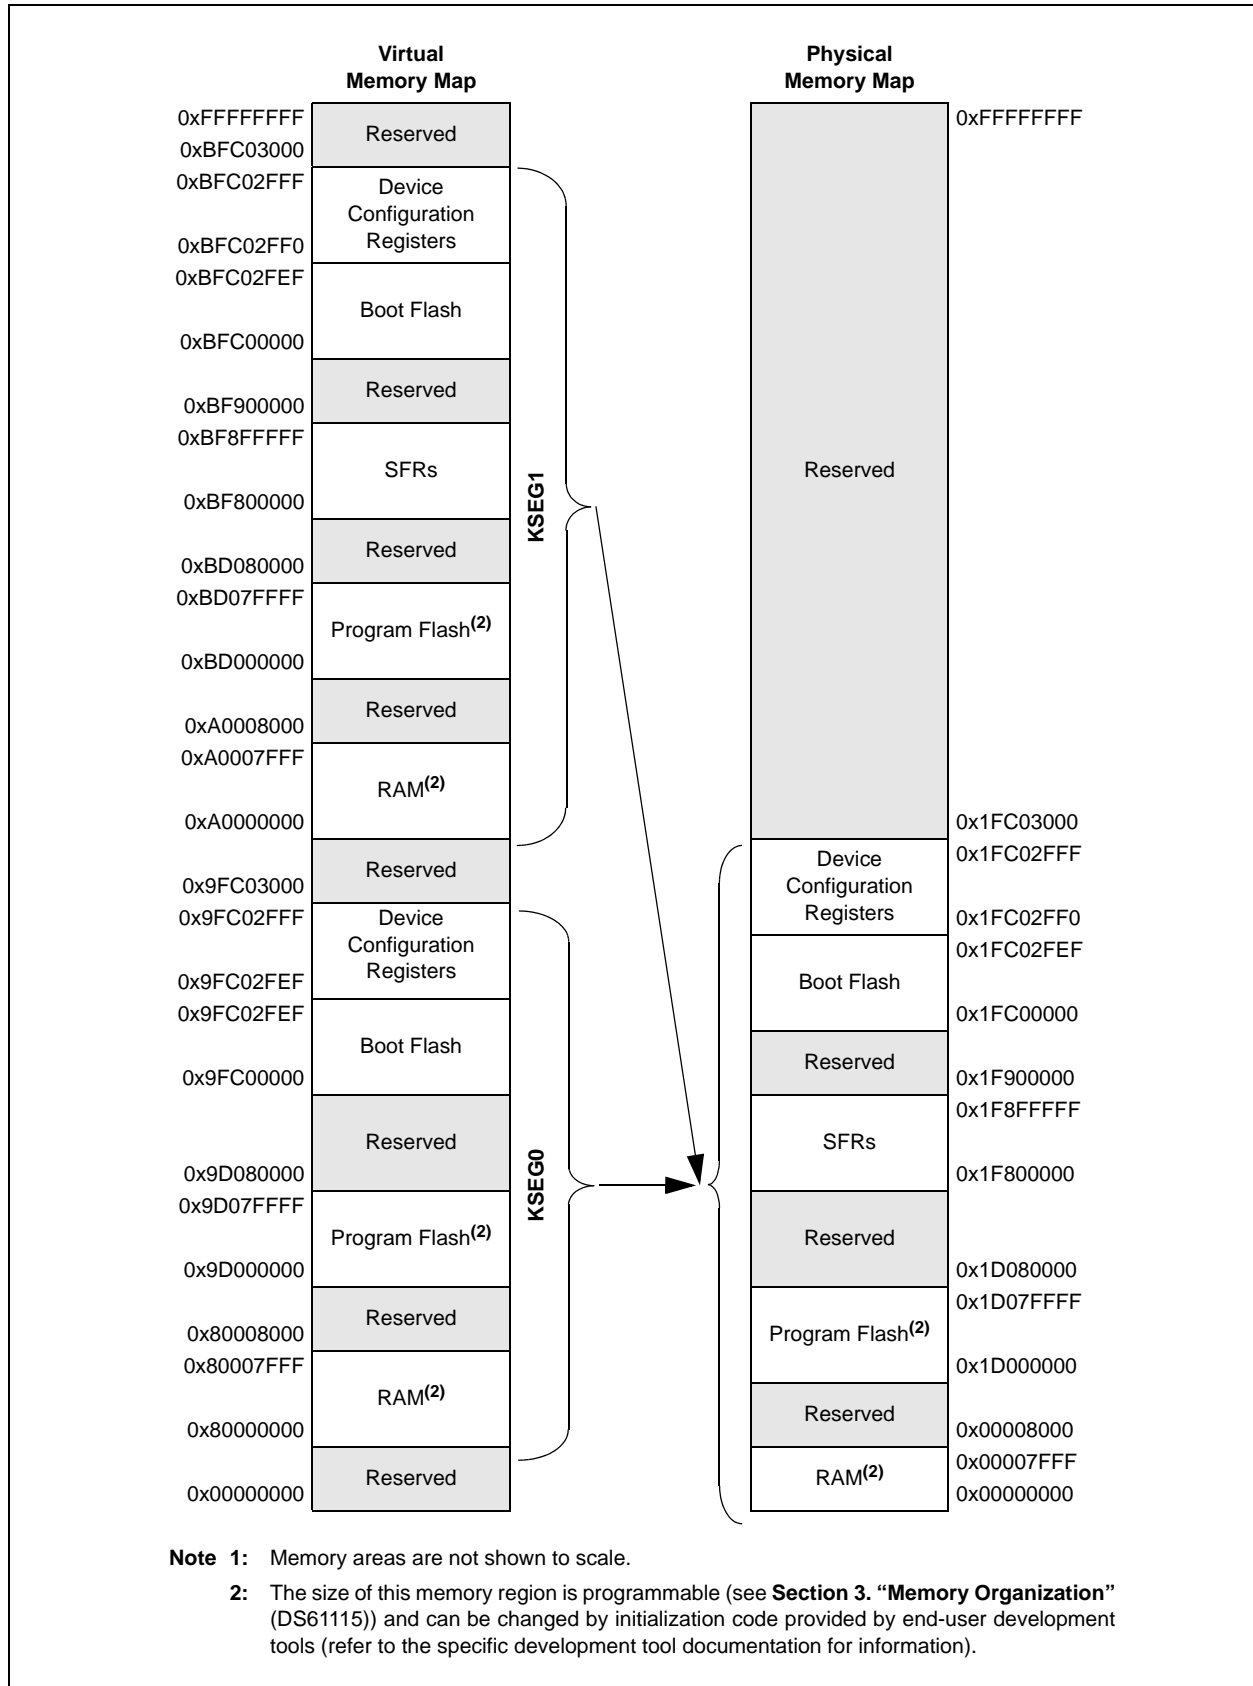 Virtual
Memory Map
0xFFFFFFFF
Reserved
0xBFC03000
0xBFC02FFF
Device
Configuration
Registers
0xBFC02FF0
0xBFC02FEF
Boot Flash
0xBFC00000
Reserved
0xBF900000
0xBF8FFFFF
SFRs
0xBF800000
Reserved
0xBD080000
0xBD07FFFF
Program Flash(2)
0xBD000000
Reserved
0xA0008000
0xA0007FFF
RAM(2)
0xA0000000
KSEG1
Reserved
0x9FC03000
0x9FC02FFF
Device
Configuration
Registers
0x9FC02FEF
0x9FC02FEF
Boot Flash
0x9FC00000
Reserved
0x9D080000
0x9D07FFFF
Program Flash(2)
0x9D000000
Reserved
0x80008000
0x80007FFF
RAM(2)
0x80000000
KSEG0
Reserved
0x00000000
Physical
Memory Map
0xFFFFFFFF
Reserved
0x1FC03000
0x1FC02FFF
Device
Configuration
Registers
0x1FC02FF0
0x1FC02FEF
Boot Flash
0x1FC00000
Reserved
0x1F900000
0x1F8FFFFF
SFRs
0x1F800000
Reserved
0x1D080000
0x1D07FFFF
Program Flash(2)
0x1D000000
Reserved
0x00008000
0x00007FFF
RAM(2)
0x00000000
Note 1: Memory areas are not shown to scale.
2: The size of this memory region is programmable (see Section 3. “Memory Organization”
(DS61115)) and can be changed by initialization code provided by end-user development
tools (refer to the specific development tool documentation for information).